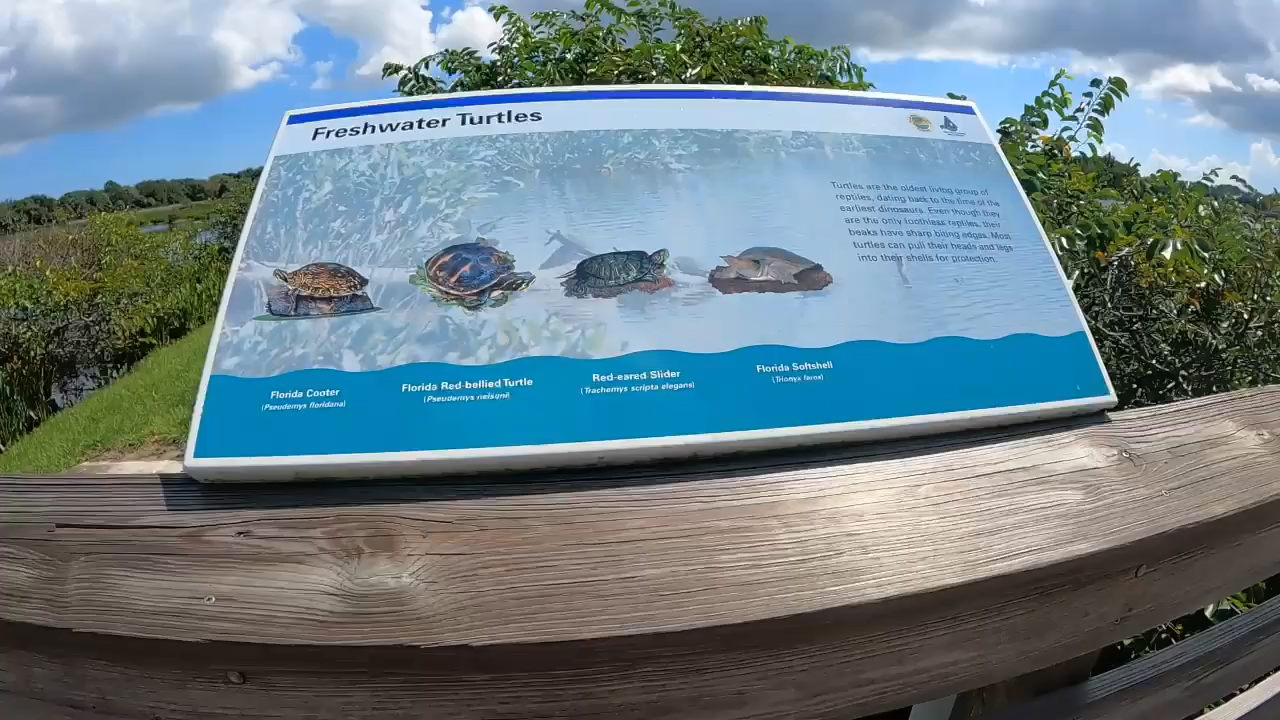 Freshwater Turtles
Turtles are the oldest living group of
reptiles, dating back to the time of the
earliest dinosaurs. Even though they
are the only toothless reptiles, their
beaks have sharp biting edges. Most
turtles can pull their heads and legs
into their shells for protection.
Florida Cooter
(Pseudemys floridana)
Florida Red-bellied Turtle
(Pseudemys nelsoni)
Red-eared Slider
(Trachemys scripta elegans)
Florida Softshell
(Trionyx ferox)